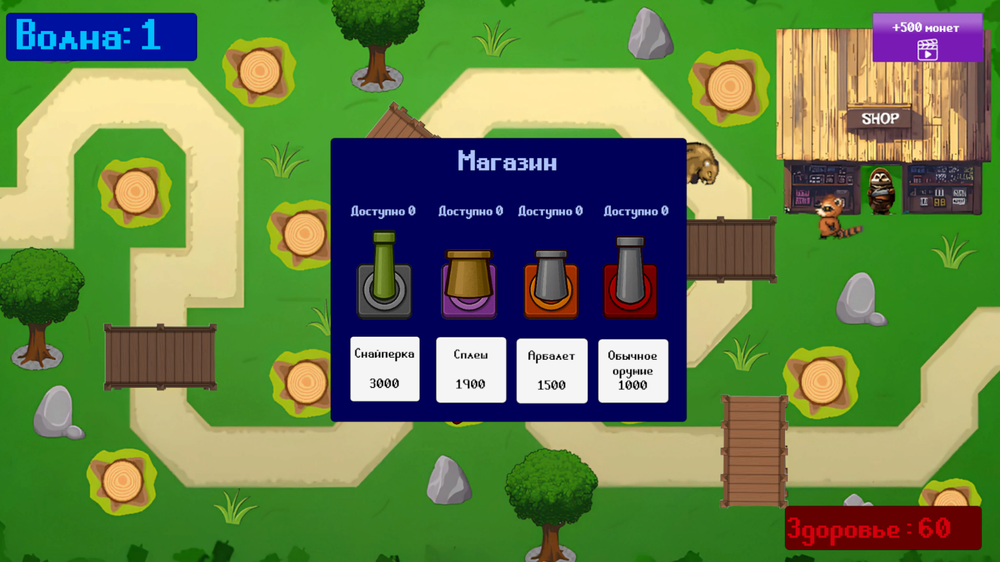 Волна: 1
+500 монет
SHOP
Магазин
Доступно 0 Доступно 0 Доступно 0 Доступно 0
Снайперка
3000
Сплеш
1900
Арбалет
1500
Обычное
оружие
1000
Здоровье : 60